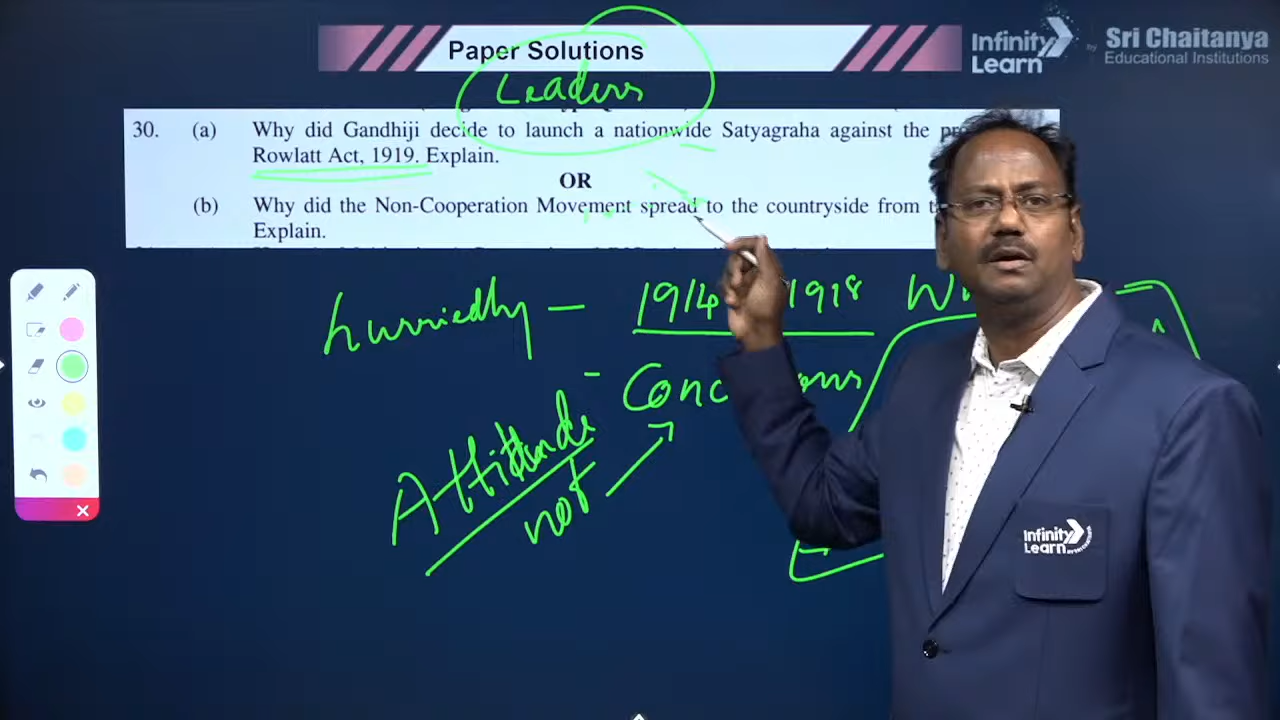 Paper Solutions
Infinity Learn by Sri Chaitanya Educational Institutions
Leaders
30. (a) Why did Gandhiji decide to launch a nationwide Satyagraha against the
Rowlatt Act, 1919. Explain.
OR
(b) Why did the Non-Cooperation Movement spread to the countryside from
Explain.
hurriedly - 1914 1918
Attitude
not
Infinity Learn